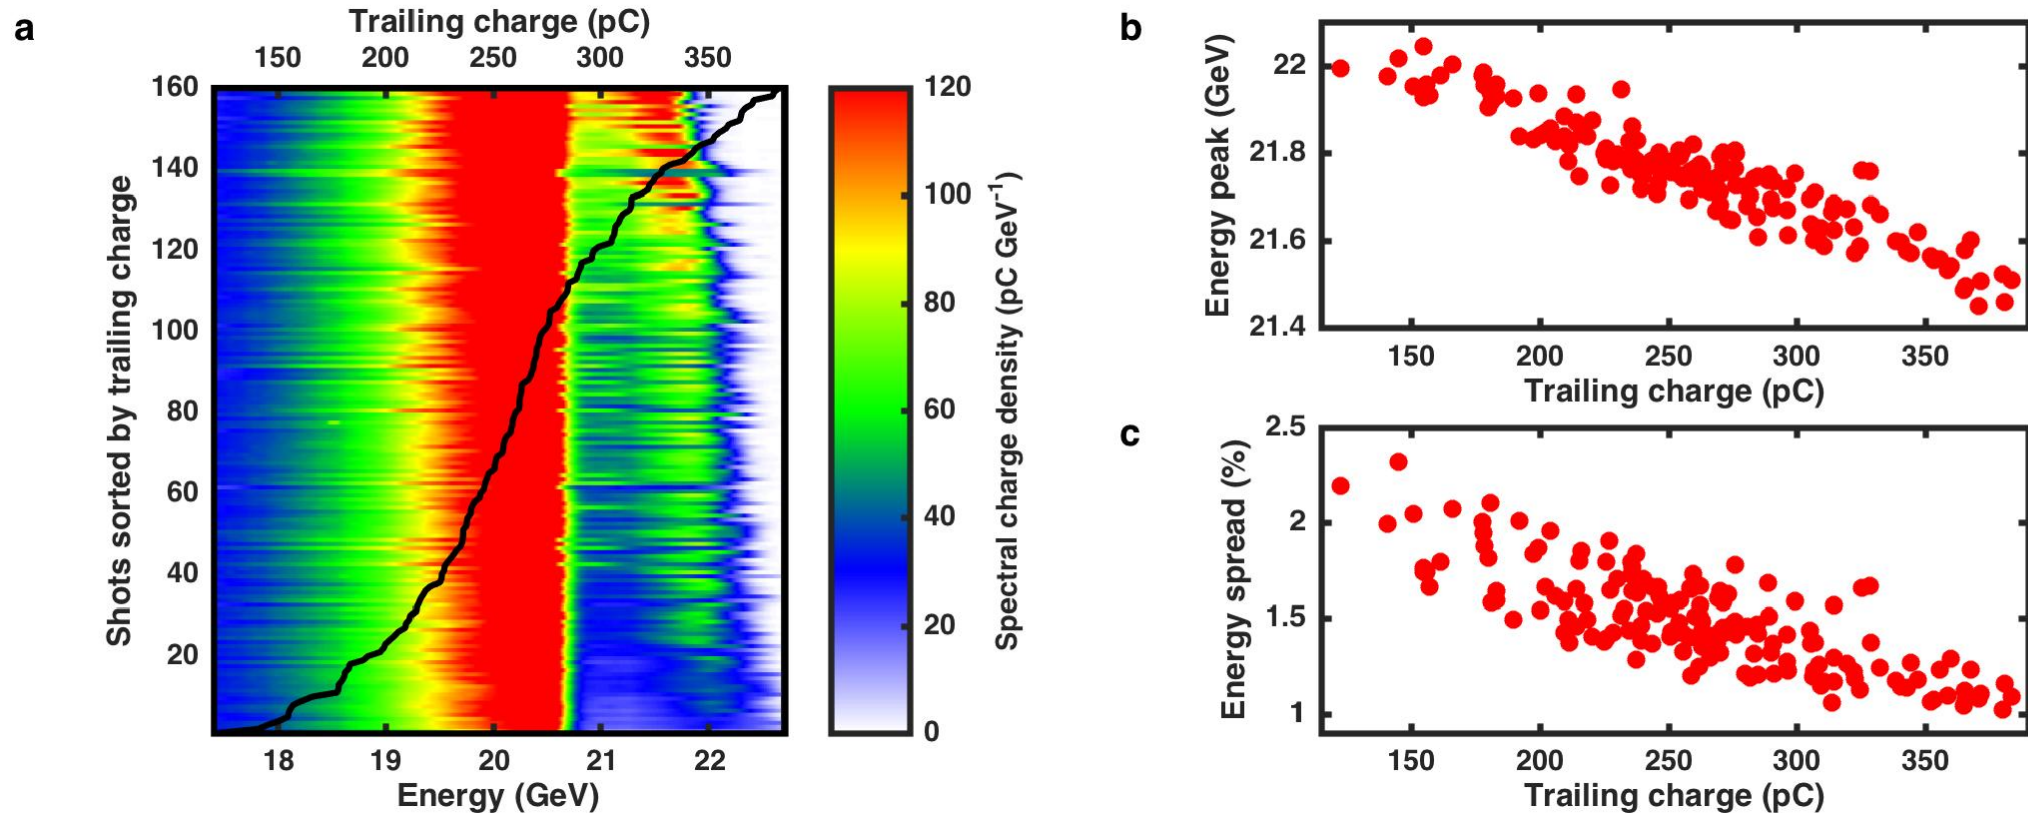 a
Trailing charge (pC)
150 200 250 300 350
160
140
120
100
80
60
40
20
Shots sorted by trailing charge
18 19 20 21 22
Energy (GeV)
120
100
80
60
40
20
0
Spectral charge density (pC GeV⁻¹)
b
22
21.8
21.6
21.4
Energy peak (GeV)
150 200 250 300 350
Trailing charge (pC)
c
2.5
2
1.5
1
Energy spread (%)
150 200 250 300 350
Trailing charge (pC)